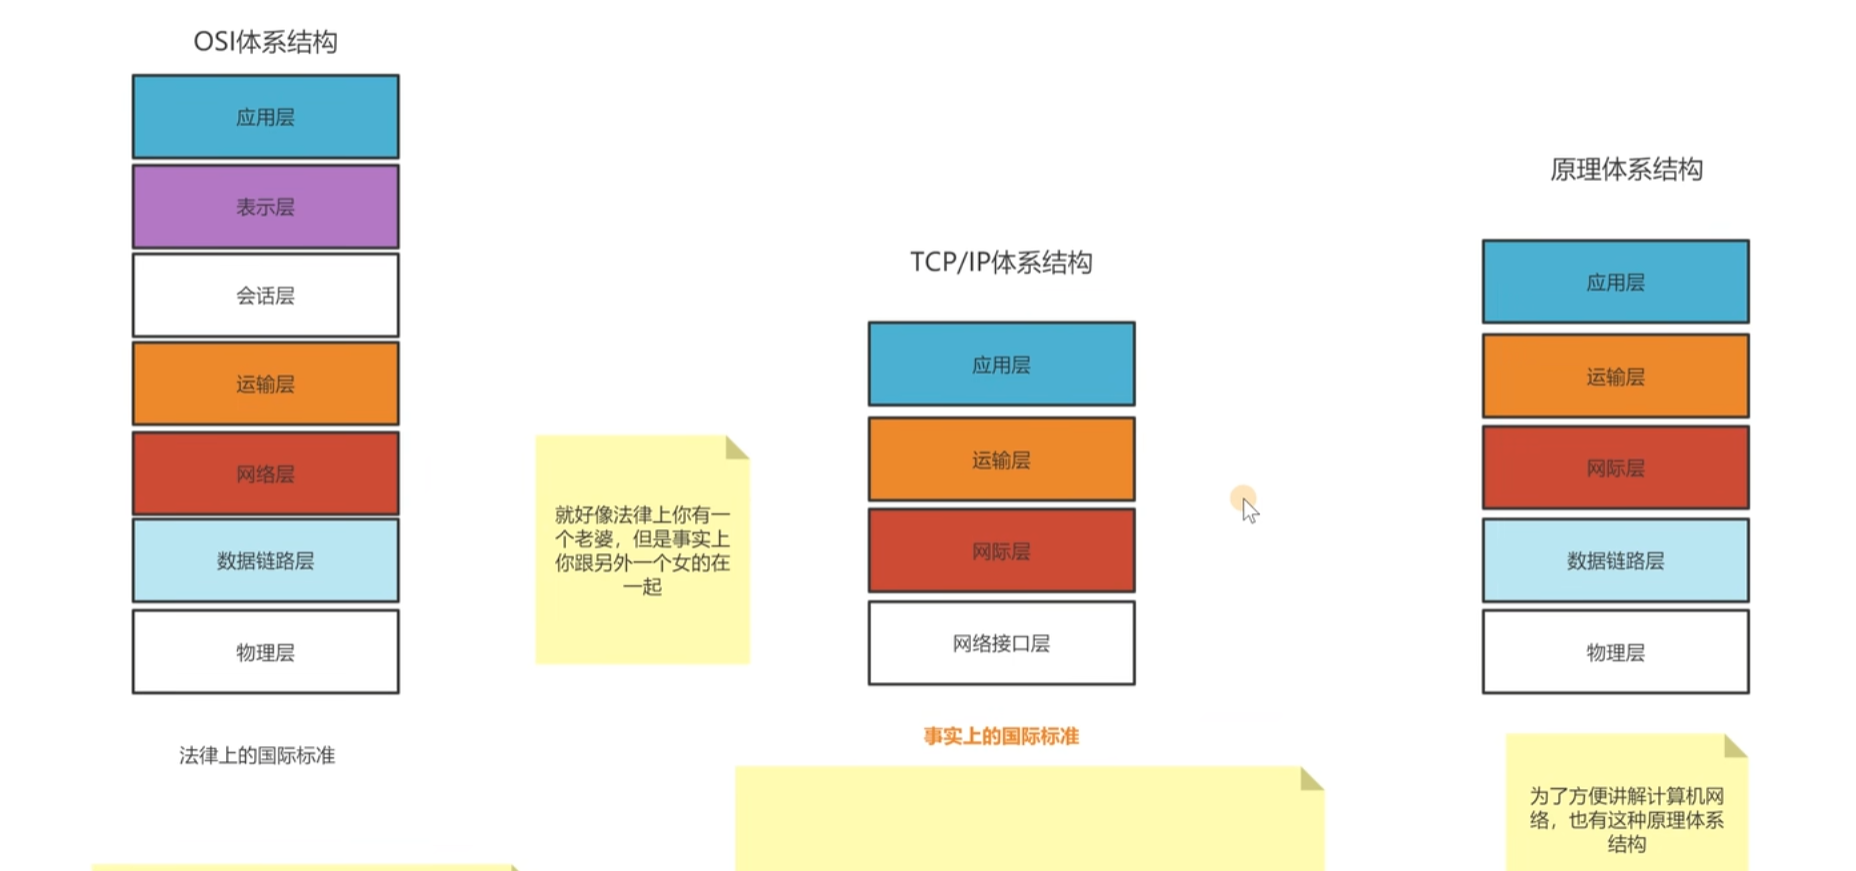 OSI体系结构
应用层
表示层
会话层
运输层
网络层
数据链路层
物理层
法律上的国际标准
就好像法律上你有一
个老婆，但是事实上
你跟另外一个女的在
一起
TCP/IP体系结构
应用层
运输层
网际层
网络接口层
事实上的国际标准
原理体系结构
应用层
运输层
网际层
数据链路层
物理层
为了方便讲解计算机网
络，也有这种原理体系
结构